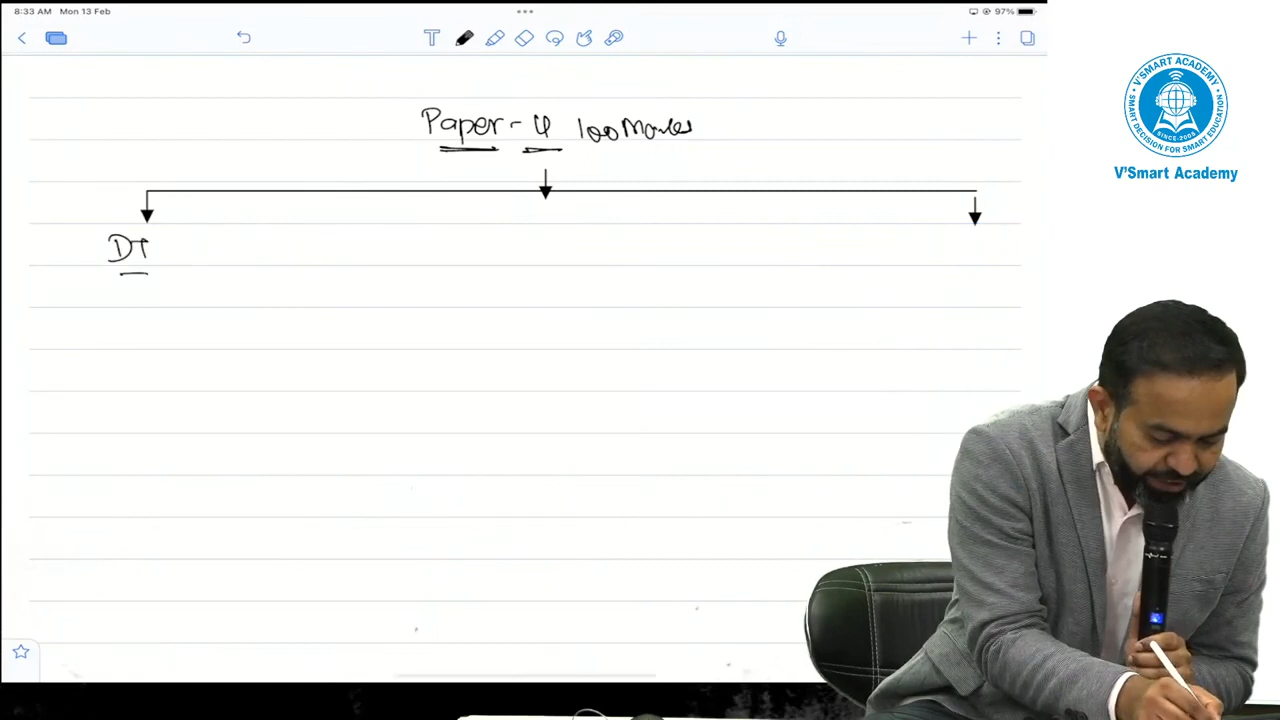 8:33 AM Mon 13 Feb
97%
Paper - 4 100 Marks
DT
V'SMART ACADEMY
SMART DECISION FOR SMART EDUCATION
SINCE-2006
V'Smart Academy